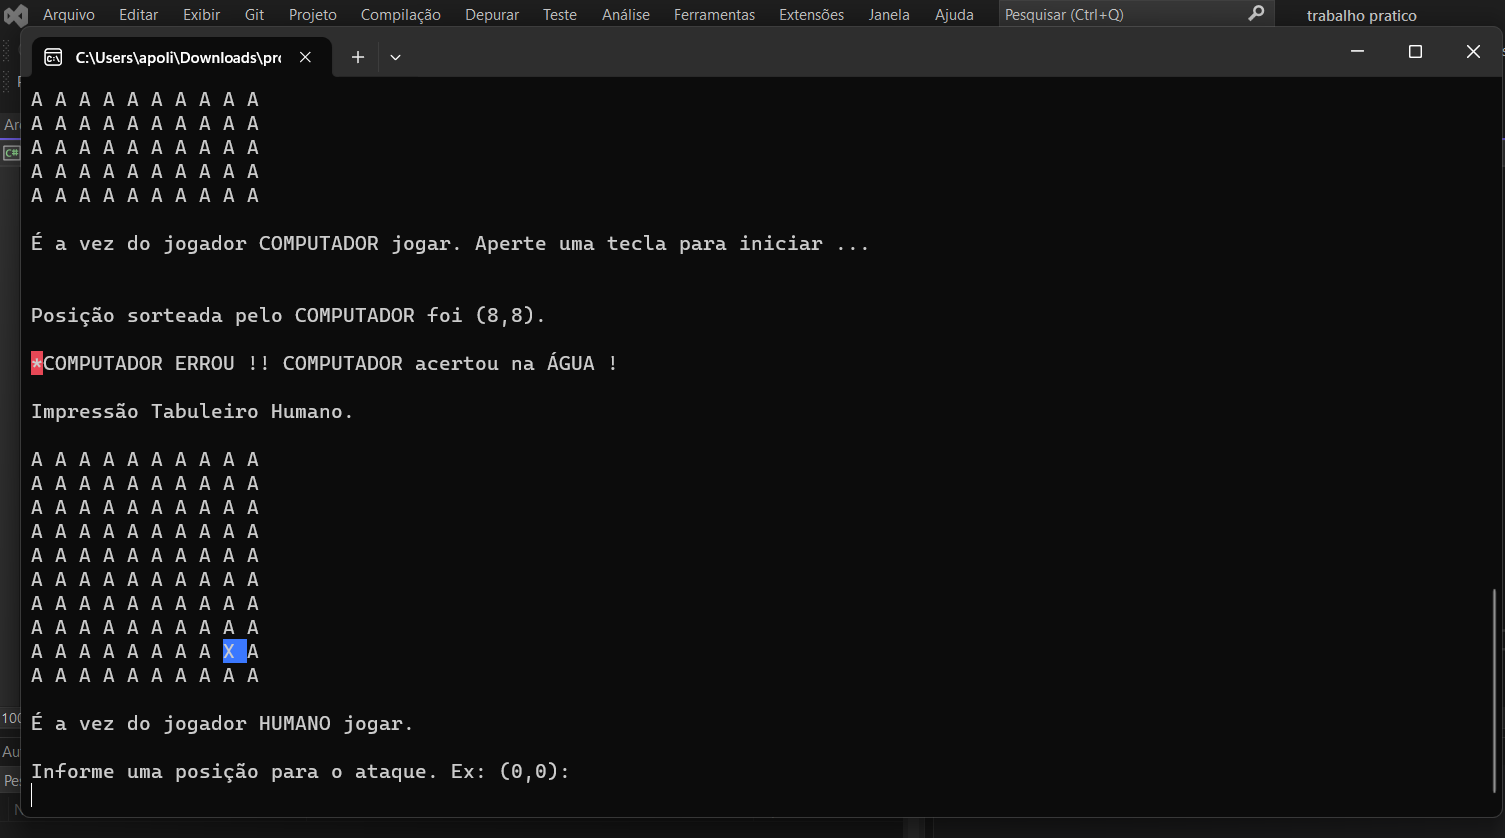 Arquivo Editar Exibir Git Projeto Compilação Depurar Teste Análise Ferramentas Extensões Janela Ajuda Pesquisar (Ctrl+Q) trabalho pratico
C:\Users\apoli\Downloads\pro
A A A A A A A A A A
A A A A A A A A A A
A A A A A A A A A A
A A A A A A A A A A
A A A A A A A A A A
É a vez do jogador COMPUTADOR jogar. Aperte uma tecla para iniciar ...
Posição sorteada pelo COMPUTADOR foi (8,8).
*COMPUTADOR ERROU !! COMPUTADOR acertou na ÁGUA !
Impressão Tabuleiro Humano.
A A A A A A A A A A
A A A A A A A A A A
A A A A A A A A A A
A A A A A A A A A A
A A A A A A A A A A
A A A A A A A A A A
A A A A A A A A A A
A A A A A A A A A A
A A A A A A A A X A
A A A A A A A A A A
É a vez do jogador HUMANO jogar.
Informe uma posição para o ataque. Ex: (0,0):